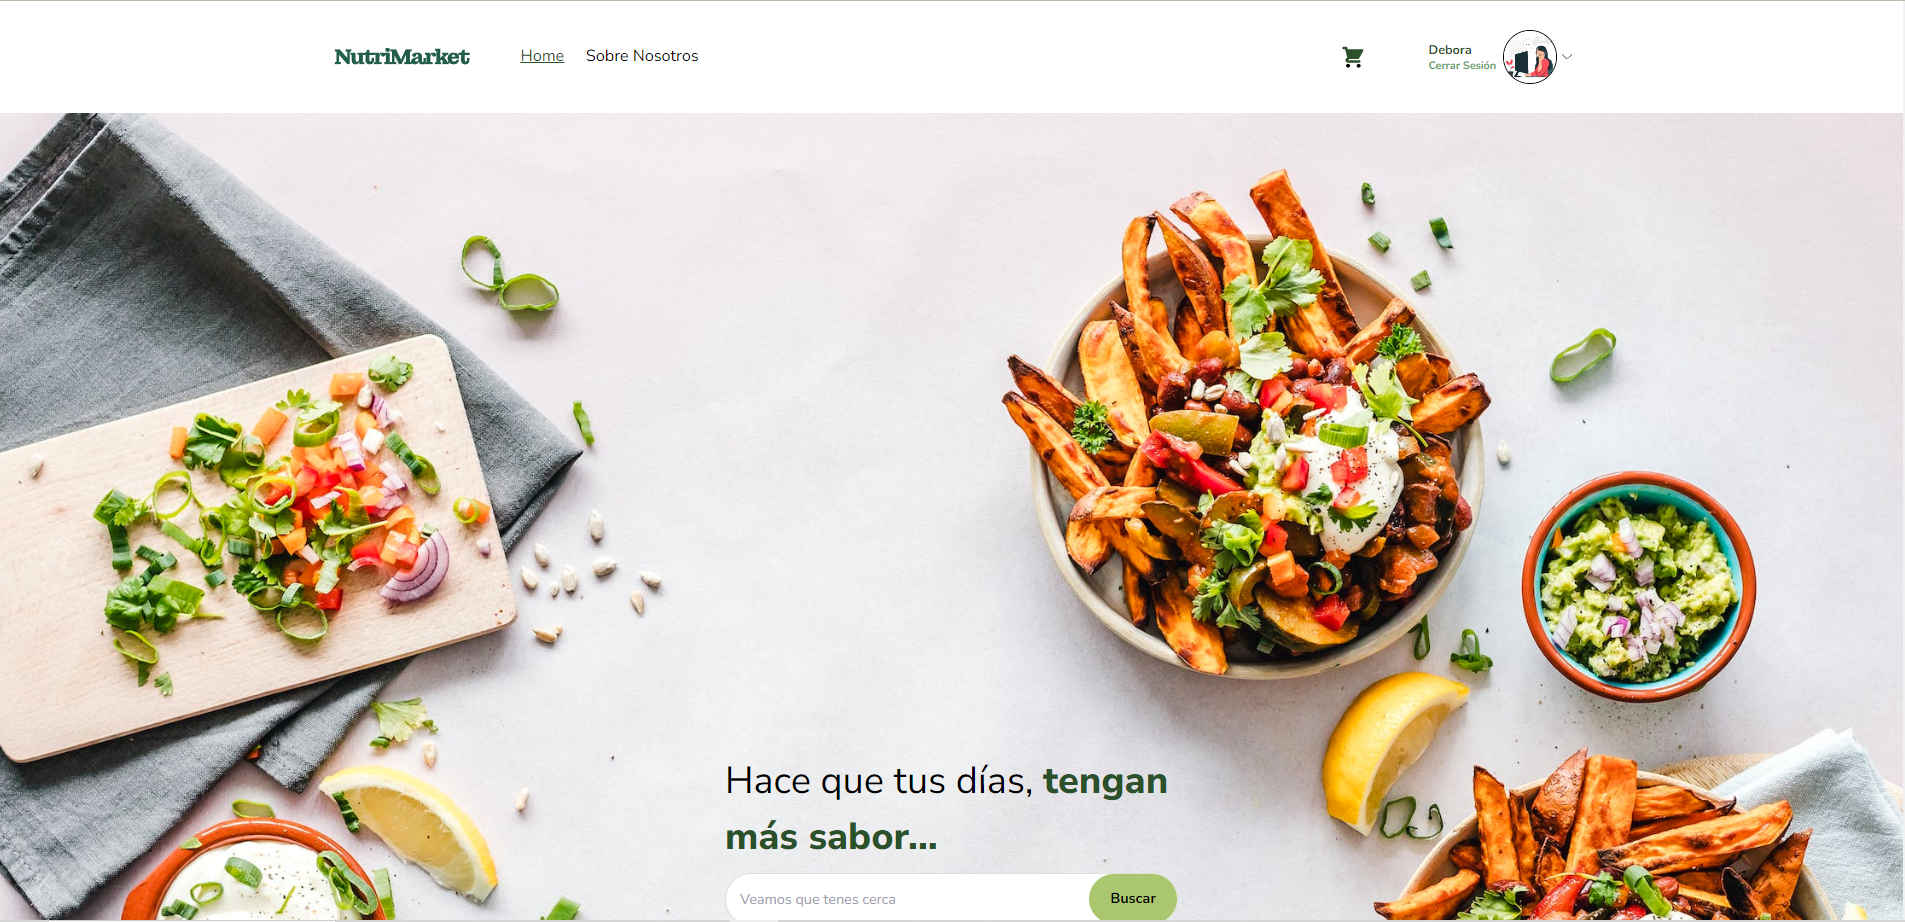 NutriMarket
Home
Sobre Nosotros
Debora
Cerrar Sesión
Hace que tus días, tengan
más sabor...
Veamos que tenes cerca
Buscar